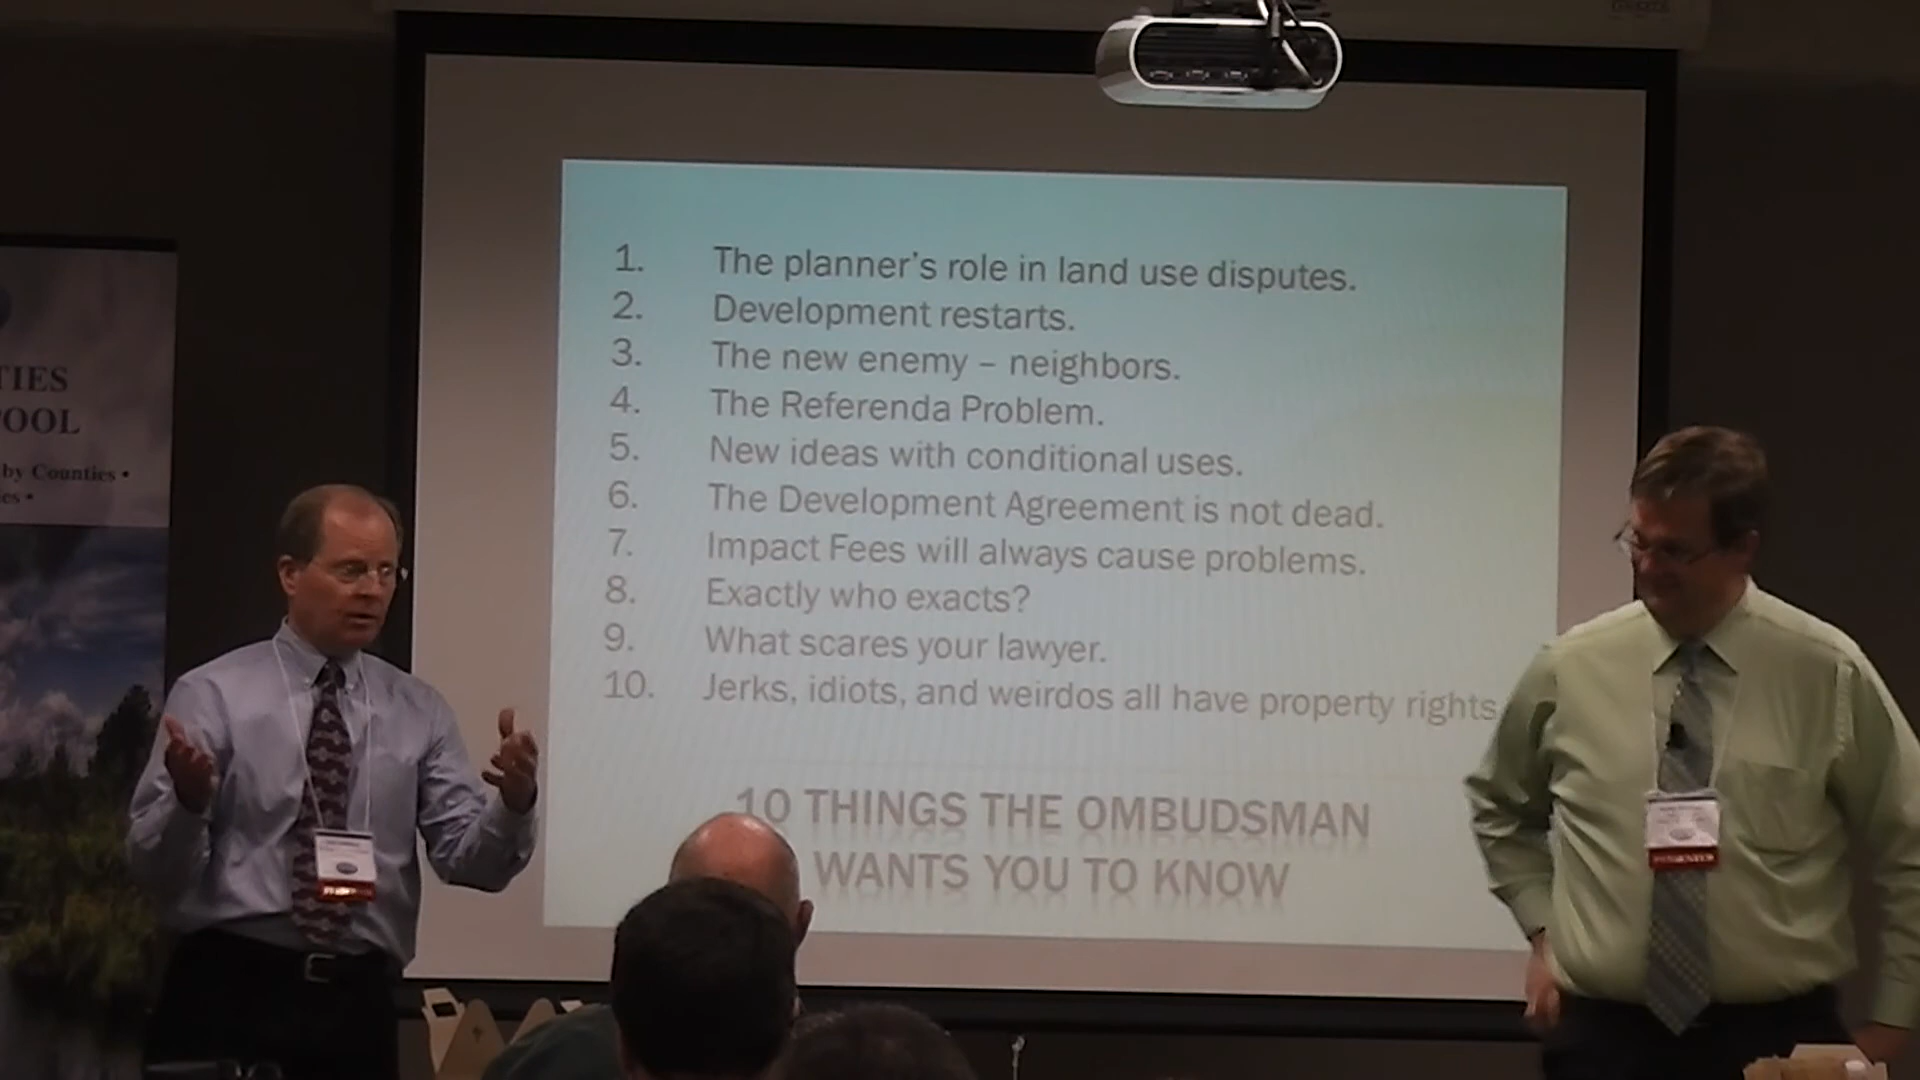 TIES
POOL
by Counties •
es •
1. The planner's role in land use disputes.
2. Development restarts.
3. The new enemy – neighbors.
4. The Referenda Problem.
5. New ideas with conditional uses.
6. The Development Agreement is not dead.
7. Impact Fees will always cause problems.
8. Exactly who exacts?
9. What scares your lawyer.
10. Jerks, idiots, and weirdos all have property rights
10 THINGS THE OMBUDSMAN
WANTS YOU TO KNOW